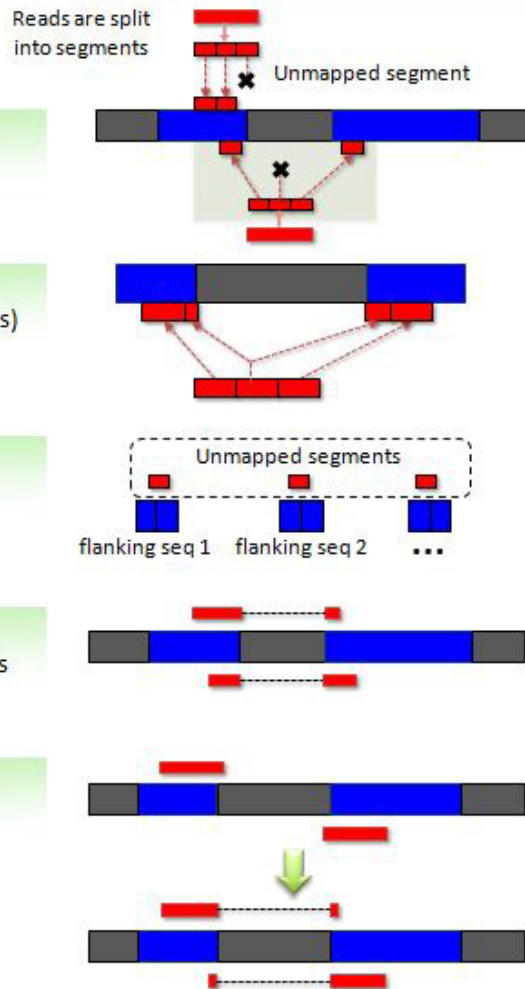 Reads are split
into segments
Unmapped segment
s)
Unmapped segments
flanking seq 1 flanking seq 2 ...
s